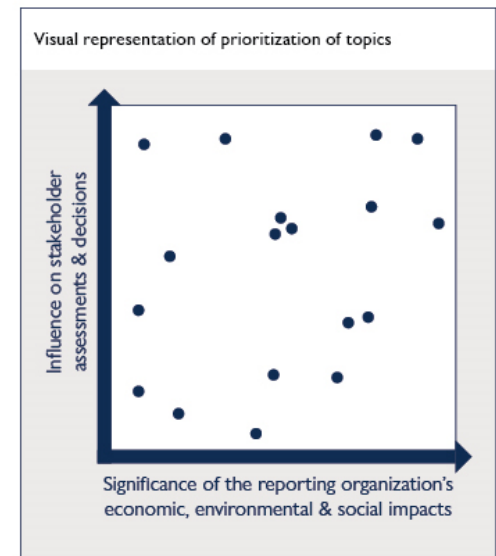 Visual representation of prioritization of topics
Influence on stakeholder
assessments & decisions
Significance of the reporting organization's
economic, environmental & social impacts